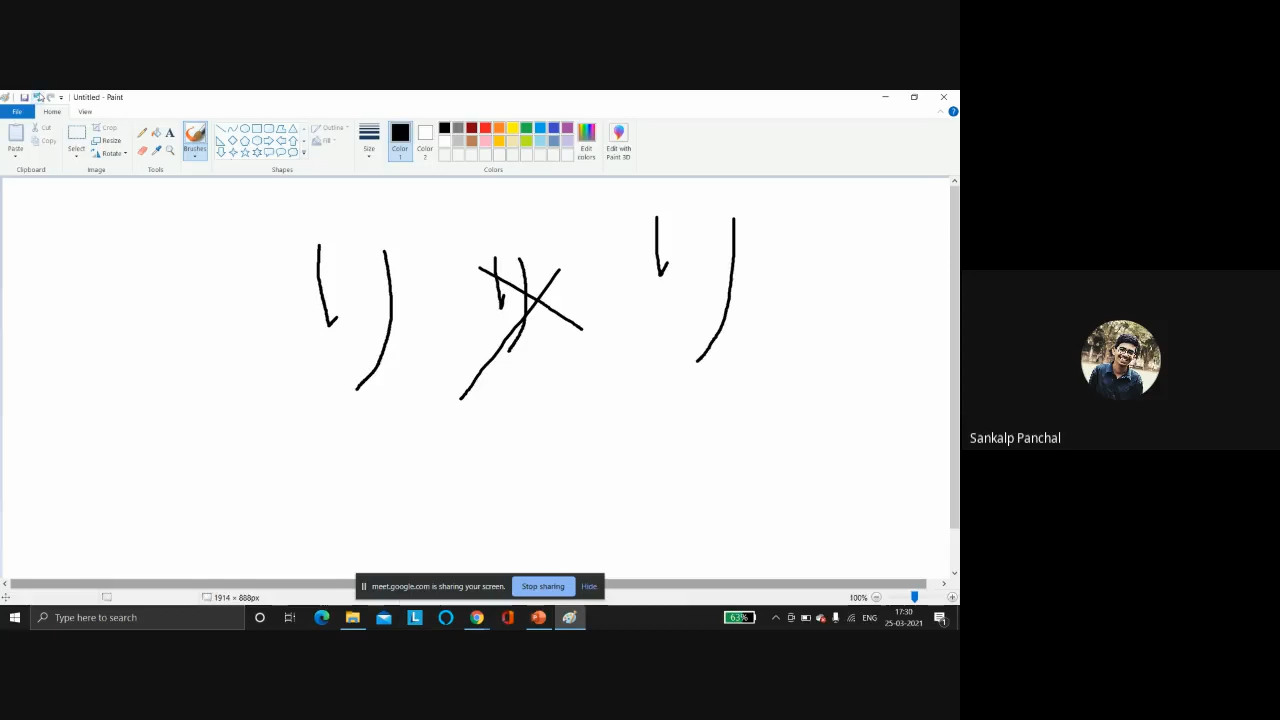 Untitled - Paint
File Home View
Cut
Copy
Paste
Clipboard
Crop
Resize
Rotate
Select
Image
Tools
Brushes
Outline
Fill
Shapes
Size
Color 1
Color 2
Edit colors
Colors
Edit with Paint 3D
り り り
Sankalp Panchal
meet.google.com is sharing your screen. Stop sharing Hide
1914 × 888px 100%
Type here to search 63% ENG 17:30
25-03-2021